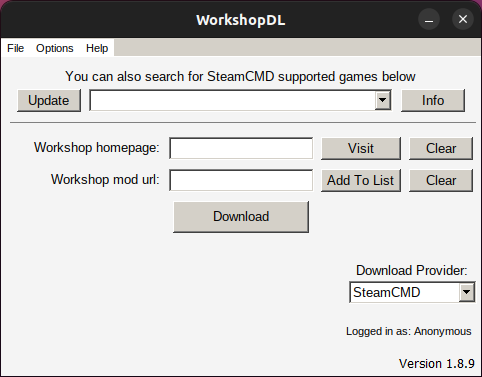 WorkshopDL
File Options Help
You can also search for SteamCMD supported games below
Update Info
Workshop homepage: Visit Clear
Workshop mod url: Add To List Clear
Download
Download Provider:
SteamCMD
Logged in as: Anonymous
Version 1.8.9